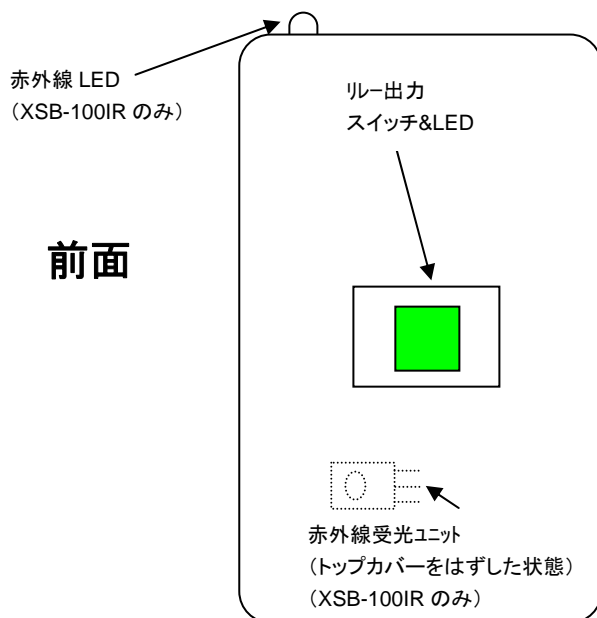 赤外線 LED
（XSB-100IR のみ）
リレー出力
スイッチ&LED
前面
赤外線受光ユニット
（トップカバーをはずした状態）
（XSB-100IR のみ）